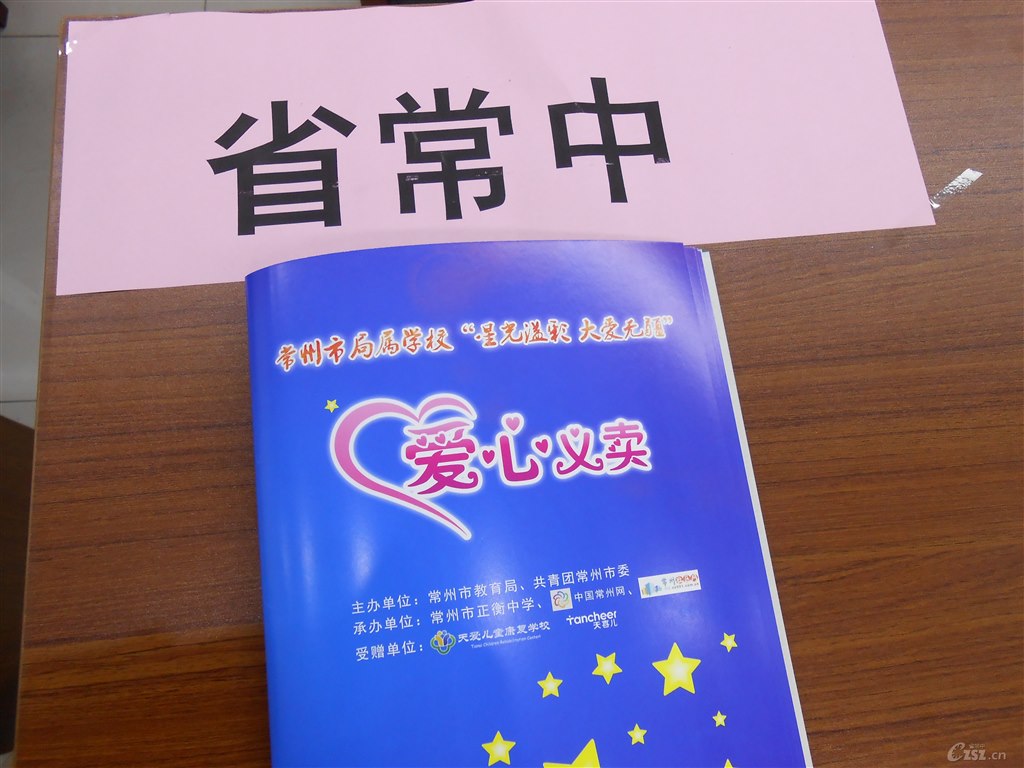 省常中
常州市局属学校“星光溢彩 大爱无疆”
爱·心义卖
主办单位：常州市教育局、共青团常州市委
承办单位：常州市正衡中学、中国常州网、
受赠单位：天爱儿童康复学校 tancheer 天哲儿
czsz.cn